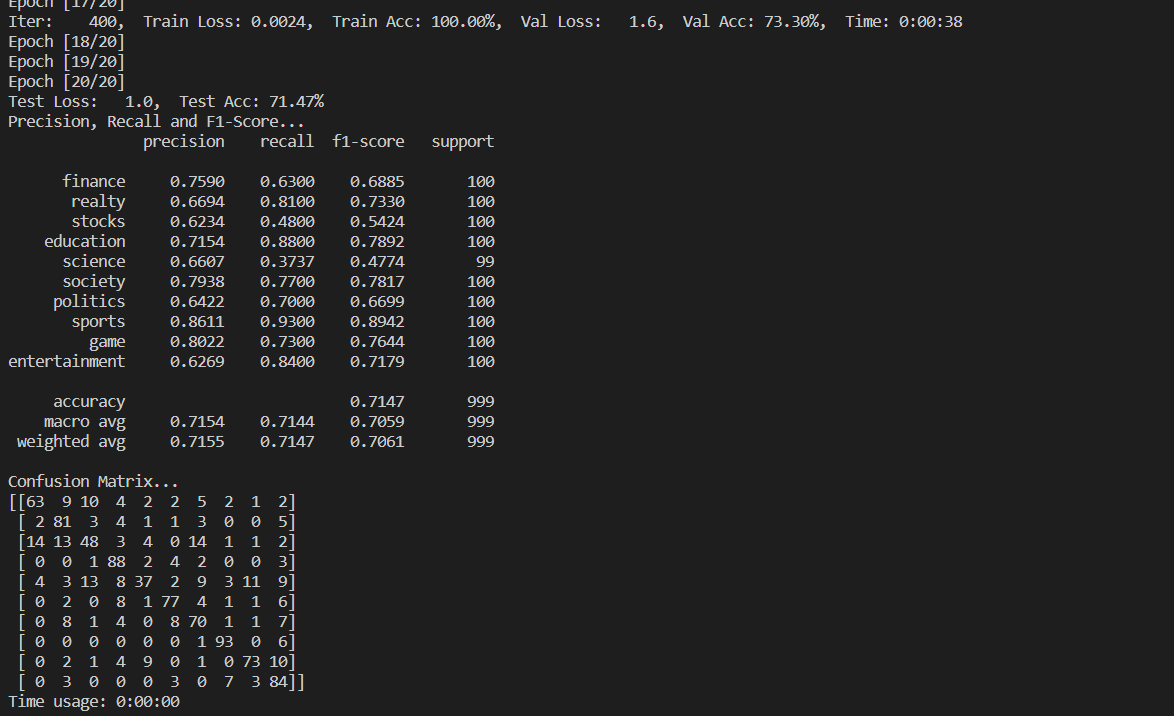 Epoch [17/20]
Iter:    400,  Train Loss: 0.0024,  Train Acc: 100.00%,  Val Loss:   1.6,  Val Acc: 73.30%,  Time: 0:00:38
Epoch [18/20]
Epoch [19/20]
Epoch [20/20]
Test Loss:   1.0,  Test Acc: 71.47%
Precision, Recall and F1-Score...
               precision    recall  f1-score   support

      finance     0.7590    0.6300    0.6885       100
       realty     0.6694    0.8100    0.7330       100
       stocks     0.6234    0.4800    0.5424       100
    education     0.7154    0.8800    0.7892       100
      science     0.6607    0.3737    0.4774        99
      society     0.7938    0.7700    0.7817       100
     politics     0.6422    0.7000    0.6699       100
       sports     0.8611    0.9300    0.8942       100
         game     0.8022    0.7300    0.7644       100
entertainment     0.6269    0.8400    0.7179       100

     accuracy                         0.7147       999
    macro avg     0.7154    0.7144    0.7059       999
 weighted avg     0.7155    0.7147    0.7061       999

Confusion Matrix...
[[63  9 10  4  2  2  5  2  1  2]
 [ 2 81  3  4  1  1  3  0  0  5]
 [14 13 48  3  4  0 14  1  1  2]
 [ 0  0  1 88  2  4  2  0  0  3]
 [ 4  3 13  8 37  2  9  3 11  9]
 [ 0  2  0  8  1 77  4  1  1  6]
 [ 0  8  1  4  0  8 70  1  1  7]
 [ 0  0  0  0  0  0  1 93  0  6]
 [ 0  2  1  4  9  0  1  0 73 10]
 [ 0  3  0  0  0  3  0  7  3 84]]
Time usage: 0:00:00